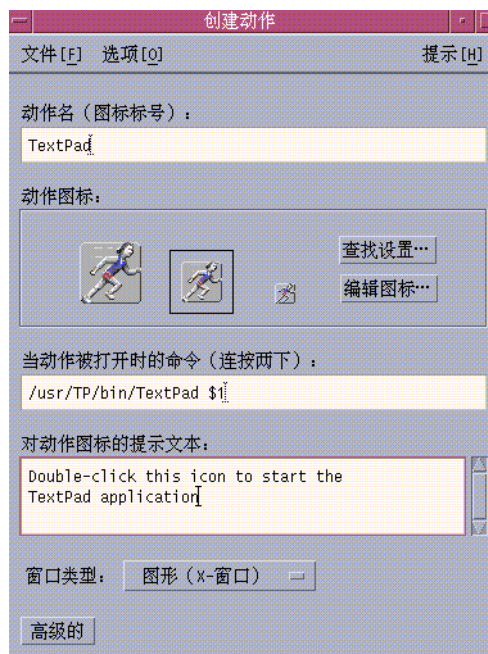 创建动作
文件[F] 选项[O] 提示[H]
动作名（图标标号）：
TextPad
动作图标：
查找设置…
编辑图标…
当动作被打开时的命令（连按两下）：
/usr/TP/bin/TextPad $1
对动作图标的提示文本：
Double-click this icon to start the
TextPad application
窗口类型： 图形（X-窗口）
高级的